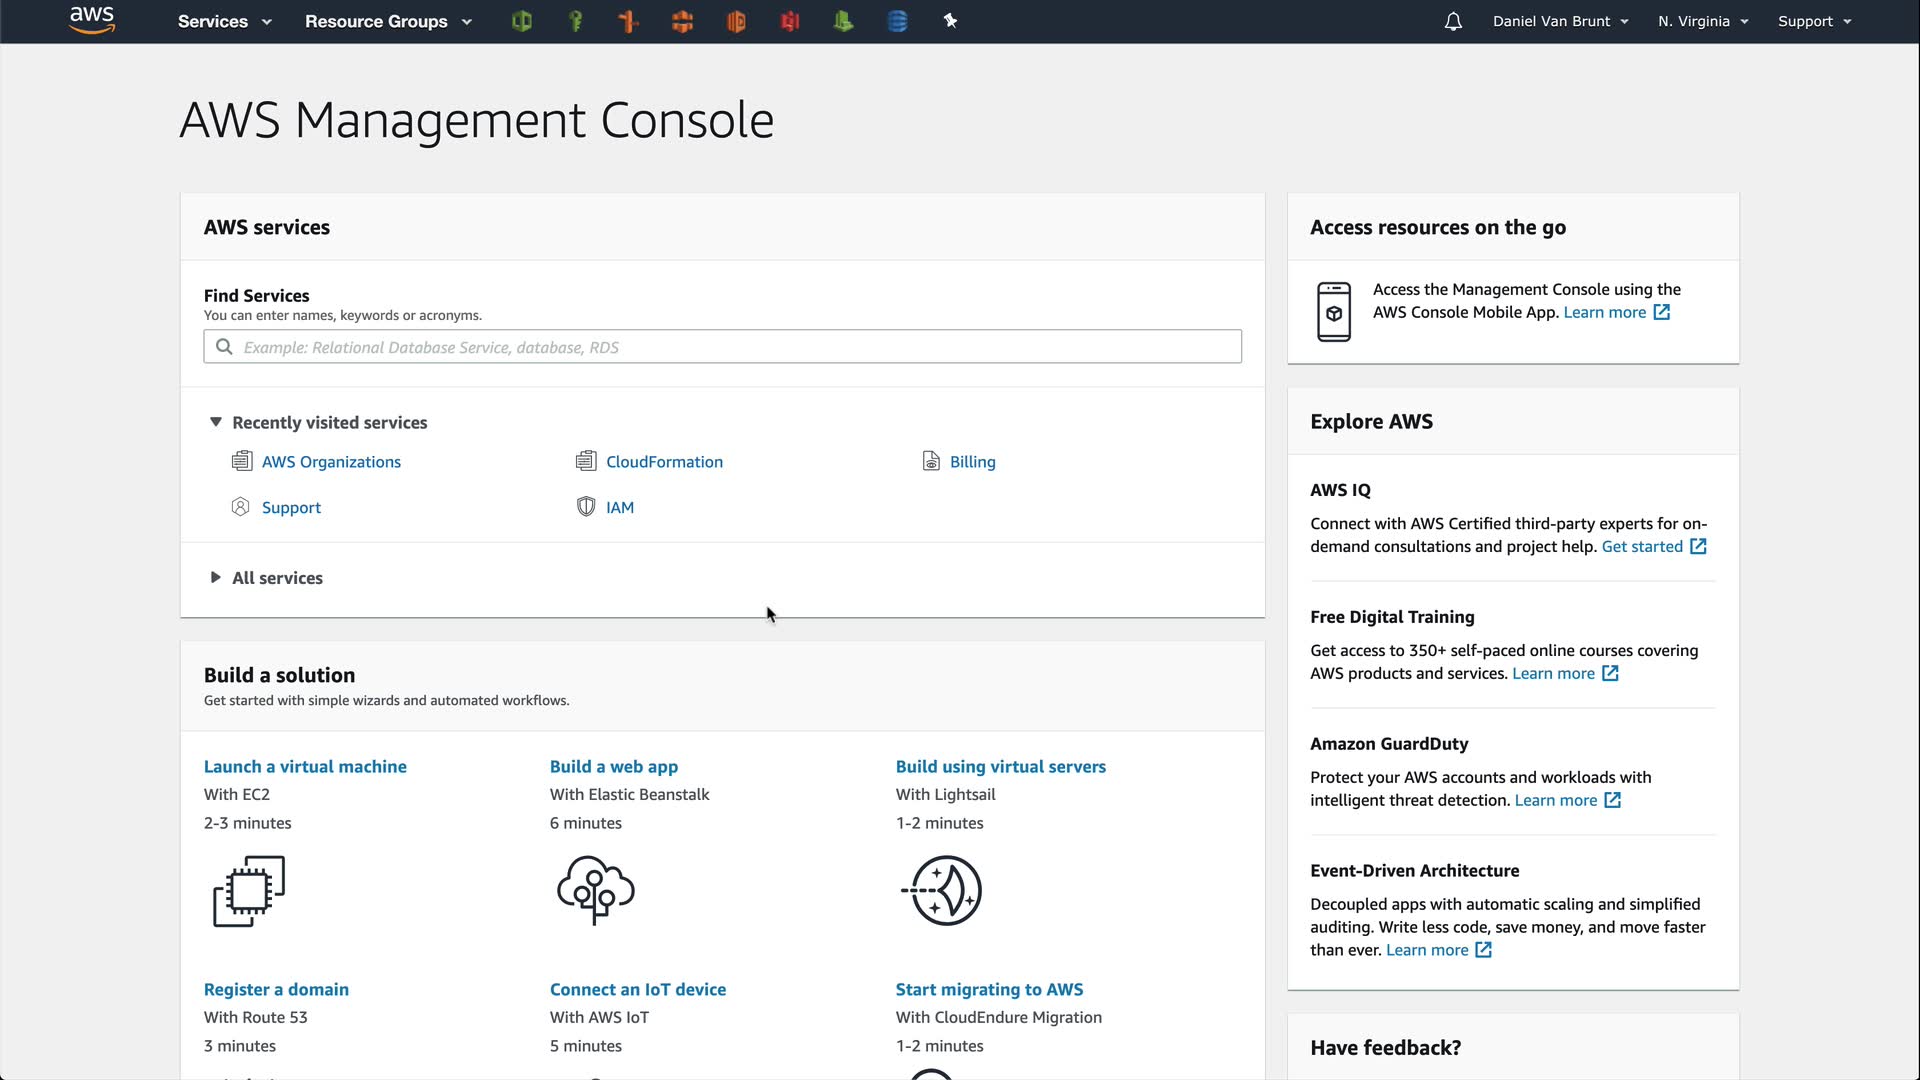 aws
Services
Resource Groups
Daniel Van Brunt
N. Virginia
Support
AWS Management Console
AWS services
Find Services
You can enter names, keywords or acronyms.
Example: Relational Database Service, database, RDS
Recently visited services
AWS Organizations
CloudFormation
Billing
Support
IAM
All services
Build a solution
Get started with simple wizards and automated workflows.
Launch a virtual machine
With EC2
2-3 minutes
Build a web app
With Elastic Beanstalk
6 minutes
Build using virtual servers
With Lightsail
1-2 minutes
Register a domain
With Route 53
3 minutes
Connect an IoT device
With AWS IoT
5 minutes
Start migrating to AWS
With CloudEndure Migration
1-2 minutes
Access resources on the go
Access the Management Console using the
AWS Console Mobile App. Learn more
Explore AWS
AWS IQ
Connect with AWS Certified third-party experts for on-
demand consultations and project help. Get started
Free Digital Training
Get access to 350+ self-paced online courses covering
AWS products and services. Learn more
Amazon GuardDuty
Protect your AWS accounts and workloads with
intelligent threat detection. Learn more
Event-Driven Architecture
Decoupled apps with automatic scaling and simplified
auditing. Write less code, save money, and move faster
than ever. Learn more
Have feedback?